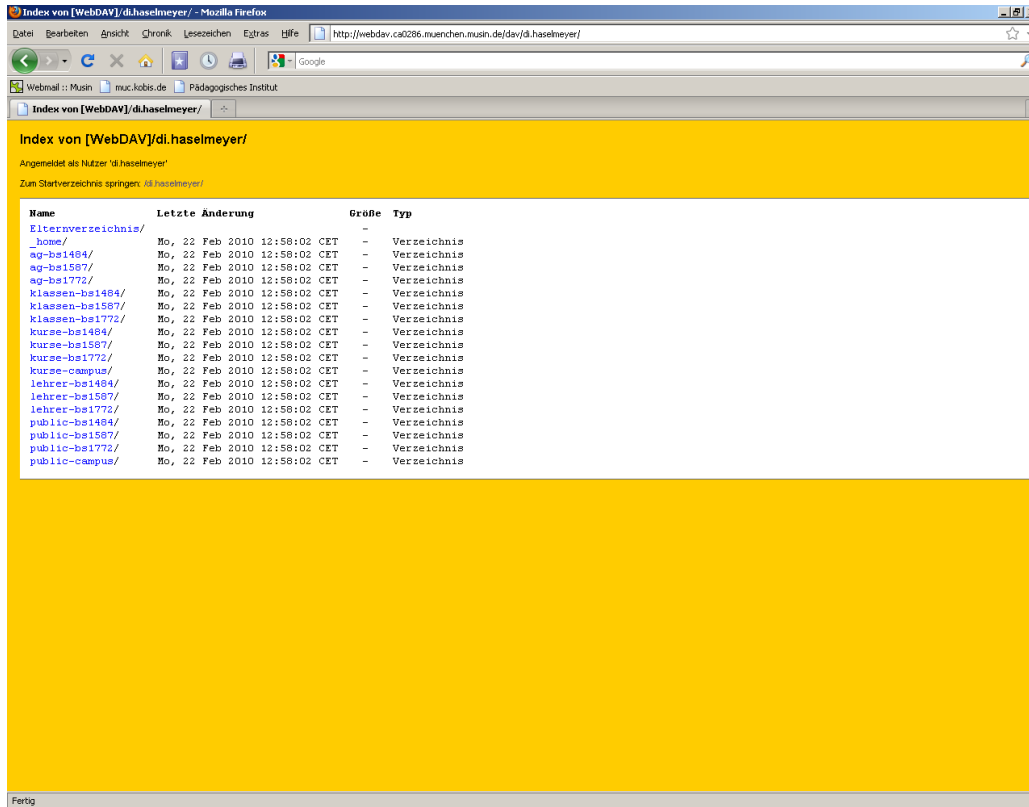 Index von [WebDAV]/di.haselmeyer/ - Mozilla Firefox
Datei Bearbeiten Ansicht Chronik Lesezeichen Extras Hilfe http://webdav.ca0286.muenchen.musin.de/dav/di.haselmeyer/
Google
Webmail :: Musin muc.kobis.de Pädagogisches Institut
Index von [WebDAV]/di.haselmeyer/
Index von [WebDAV]/di.haselmeyer/
Angemeldet als Nutzer 'di.haselmeyer'
Zum Startverzeichnis springen: /di.haselmeyer/
Name Letzte Änderung Größe Typ
Elternverzeichnis/ -
_home/ Mo, 22 Feb 2010 12:58:02 CET - Verzeichnis
ag-bs1484/ Mo, 22 Feb 2010 12:58:02 CET - Verzeichnis
ag-bs1587/ Mo, 22 Feb 2010 12:58:02 CET - Verzeichnis
ag-bs1772/ Mo, 22 Feb 2010 12:58:02 CET - Verzeichnis
klassen-bs1484/ Mo, 22 Feb 2010 12:58:02 CET - Verzeichnis
klassen-bs1587/ Mo, 22 Feb 2010 12:58:02 CET - Verzeichnis
klassen-bs1772/ Mo, 22 Feb 2010 12:58:02 CET - Verzeichnis
kurse-bs1484/ Mo, 22 Feb 2010 12:58:02 CET - Verzeichnis
kurse-bs1587/ Mo, 22 Feb 2010 12:58:02 CET - Verzeichnis
kurse-bs1772/ Mo, 22 Feb 2010 12:58:02 CET - Verzeichnis
kurse-campus/ Mo, 22 Feb 2010 12:58:02 CET - Verzeichnis
lehrer-bs1484/ Mo, 22 Feb 2010 12:58:02 CET - Verzeichnis
lehrer-bs1587/ Mo, 22 Feb 2010 12:58:02 CET - Verzeichnis
lehrer-bs1772/ Mo, 22 Feb 2010 12:58:02 CET - Verzeichnis
public-bs1484/ Mo, 22 Feb 2010 12:58:02 CET - Verzeichnis
public-bs1587/ Mo, 22 Feb 2010 12:58:02 CET - Verzeichnis
public-bs1772/ Mo, 22 Feb 2010 12:58:02 CET - Verzeichnis
public-campus/ Mo, 22 Feb 2010 12:58:02 CET - Verzeichnis
Fertig